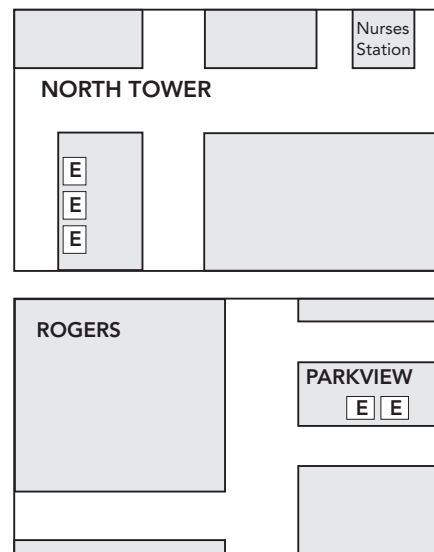 Nurses
Station
NORTH TOWER
E
E
E
ROGERS
PARKVIEW
E E